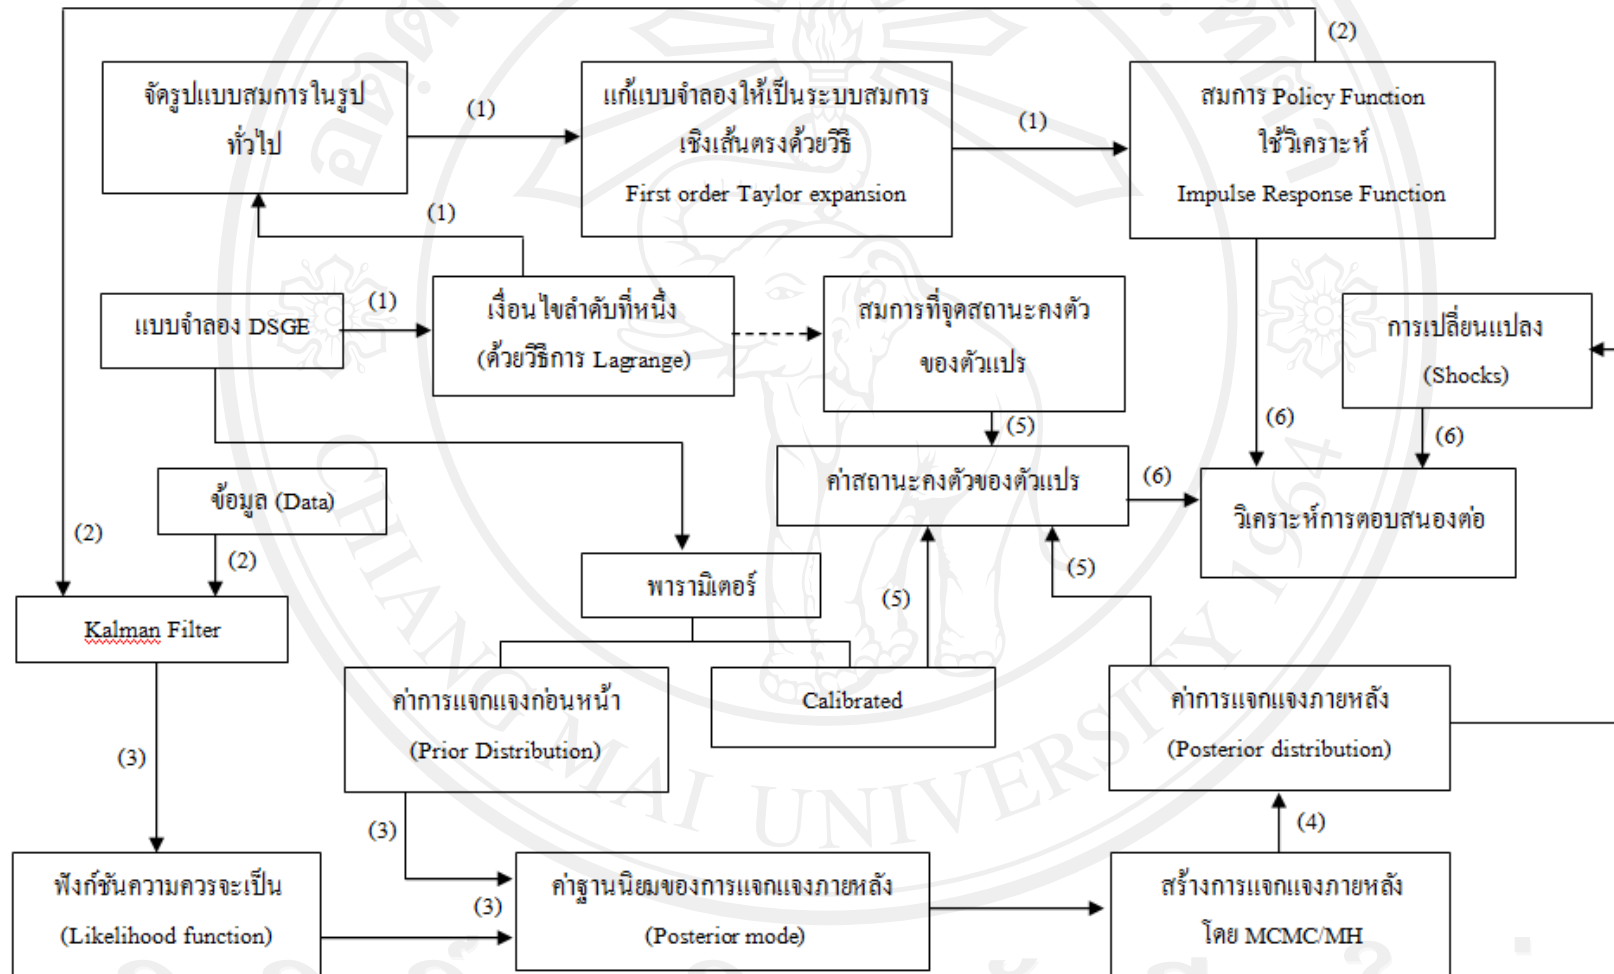 (2)
จัดรูปแบบสมการในรูป
ทั่วไป
(1)
แก้แบบจำลองให้เป็นระบบสมการ
เชิงเส้นตรงด้วยวิธี
First order Taylor expansion
(1)
สมการ Policy Function
ใช้วิเคราะห์
Impulse Response Function
(1)
แบบจำลอง DSGE
(1)
เงื่อนไขลำดับที่หนึ่ง
(ด้วยวิธีการ Lagrange)
สมการที่จุดสถานะคงตัว
ของตัวแปร
การเปลี่ยนแปลง
(Shocks)
(5)
(6)
(6)
ข้อมูล (Data)
ค่าสถานะคงตัวของตัวแปร
(6)
วิเคราะห์การตอบสนองต่อ
(2)
(2)
พารามิเตอร์
(5)
(5)
Kalman Filter
ค่าการแจกแจงก่อนหน้า
(Prior Distribution)
Calibrated
ค่าการแจกแจงภายหลัง
(Posterior distribution)
(3)
(3)
(4)
ฟังก์ชันความควรจะเป็น
(Likelihood function)
(3)
ค่าฐานนิยมของการแจกแจงภายหลัง
(Posterior mode)
สร้างการแจกแจงภายหลัง
โดย MCMC/MH
CHIANG MAI UNIVERSITY 1964